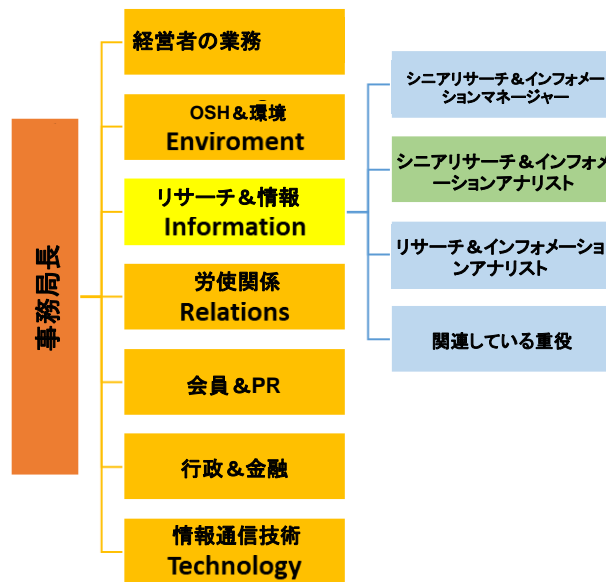 事務局長
経営者の業務
OSH＆環境
Enviroment
リサーチ＆情報
Information
労使関係
Relations
会員＆PR
行政＆金融
情報通信技術
Technology
シニアリサーチ＆インフォメー
ションマネージャー
シニアリサーチ＆インフォメ
ーションアナリスト
リサーチ＆インフォメーショ
ンアナリスト
関連している重役